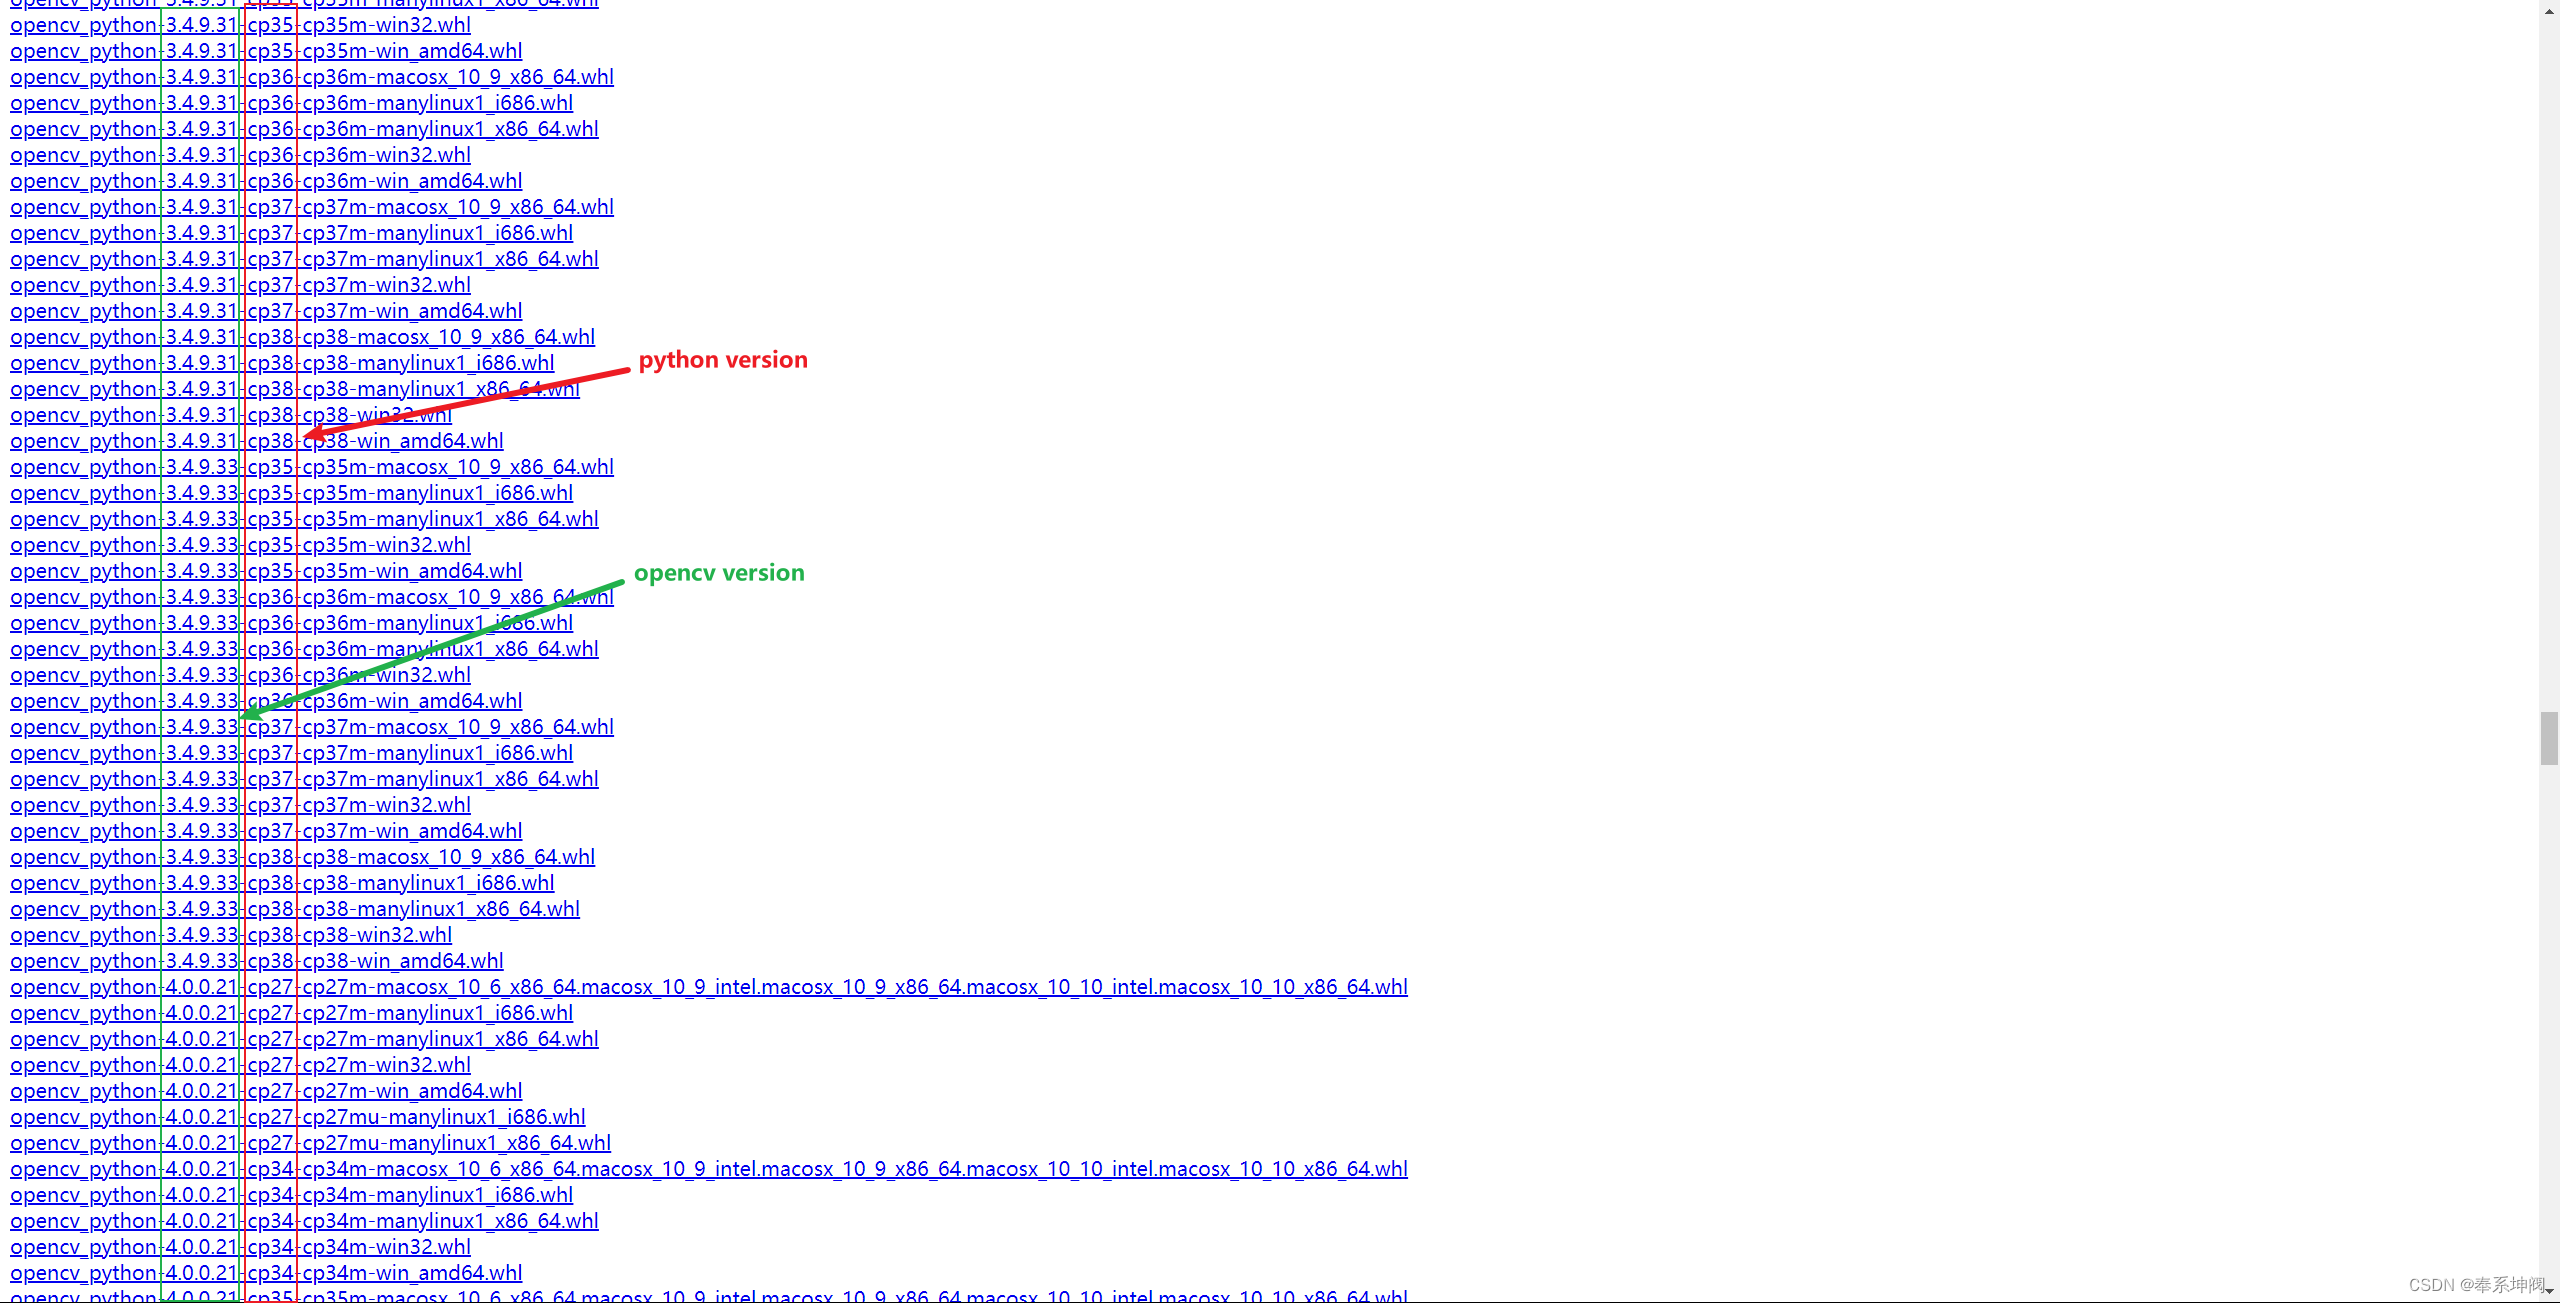 opencv_python-3.4.9.31-cp35-cp35m-manylinux1_x86_64.whl
opencv_python-3.4.9.31-cp35-cp35m-win32.whl
opencv_python-3.4.9.31-cp35-cp35m-win_amd64.whl
opencv_python-3.4.9.31-cp36-cp36m-macosx_10_9_x86_64.whl
opencv_python-3.4.9.31-cp36-cp36m-manylinux1_i686.whl
opencv_python-3.4.9.31-cp36-cp36m-manylinux1_x86_64.whl
opencv_python-3.4.9.31-cp36-cp36m-win32.whl
opencv_python-3.4.9.31-cp36-cp36m-win_amd64.whl
opencv_python-3.4.9.31-cp37-cp37m-macosx_10_9_x86_64.whl
opencv_python-3.4.9.31-cp37-cp37m-manylinux1_i686.whl
opencv_python-3.4.9.31-cp37-cp37m-manylinux1_x86_64.whl
opencv_python-3.4.9.31-cp37-cp37m-win32.whl
opencv_python-3.4.9.31-cp37-cp37m-win_amd64.whl
opencv_python-3.4.9.31-cp38-cp38-macosx_10_9_x86_64.whl
python version
opencv_python-3.4.9.31-cp38-cp38-manylinux1_i686.whl
opencv_python-3.4.9.31-cp38-cp38-manylinux1_x86_64.whl
opencv_python-3.4.9.31-cp38-cp38-win32.whl
opencv_python-3.4.9.31-cp38-cp38-win_amd64.whl
opencv_python-3.4.9.33-cp35-cp35m-macosx_10_9_x86_64.whl
opencv_python-3.4.9.33-cp35-cp35m-manylinux1_i686.whl
opencv_python-3.4.9.33-cp35-cp35m-manylinux1_x86_64.whl
opencv_python-3.4.9.33-cp35-cp35m-win32.whl
opencv_python-3.4.9.33-cp35-cp35m-win_amd64.whl
opencv version
opencv_python-3.4.9.33-cp36-cp36m-macosx_10_9_x86_64.whl
opencv_python-3.4.9.33-cp36-cp36m-manylinux1_i686.whl
opencv_python-3.4.9.33-cp36-cp36m-manylinux1_x86_64.whl
opencv_python-3.4.9.33-cp36-cp36m-win32.whl
opencv_python-3.4.9.33-cp36-cp36m-win_amd64.whl
opencv_python-3.4.9.33-cp37-cp37m-macosx_10_9_x86_64.whl
opencv_python-3.4.9.33-cp37-cp37m-manylinux1_i686.whl
opencv_python-3.4.9.33-cp37-cp37m-manylinux1_x86_64.whl
opencv_python-3.4.9.33-cp37-cp37m-win32.whl
opencv_python-3.4.9.33-cp37-cp37m-win_amd64.whl
opencv_python-3.4.9.33-cp38-cp38-macosx_10_9_x86_64.whl
opencv_python-3.4.9.33-cp38-cp38-manylinux1_i686.whl
opencv_python-3.4.9.33-cp38-cp38-manylinux1_x86_64.whl
opencv_python-3.4.9.33-cp38-cp38-win32.whl
opencv_python-3.4.9.33-cp38-cp38-win_amd64.whl
opencv_python-4.0.0.21-cp27-cp27m-macosx_10_6_x86_64.macosx_10_9_intel.macosx_10_9_x86_64.macosx_10_10_intel.macosx_10_10_x86_64.whl
opencv_python-4.0.0.21-cp27-cp27m-manylinux1_i686.whl
opencv_python-4.0.0.21-cp27-cp27m-manylinux1_x86_64.whl
opencv_python-4.0.0.21-cp27-cp27m-win32.whl
opencv_python-4.0.0.21-cp27-cp27m-win_amd64.whl
opencv_python-4.0.0.21-cp27-cp27mu-manylinux1_i686.whl
opencv_python-4.0.0.21-cp27-cp27mu-manylinux1_x86_64.whl
opencv_python-4.0.0.21-cp34-cp34m-macosx_10_6_x86_64.macosx_10_9_intel.macosx_10_9_x86_64.macosx_10_10_intel.macosx_10_10_x86_64.whl
opencv_python-4.0.0.21-cp34-cp34m-manylinux1_i686.whl
opencv_python-4.0.0.21-cp34-cp34m-manylinux1_x86_64.whl
opencv_python-4.0.0.21-cp34-cp34m-win32.whl
opencv_python-4.0.0.21-cp34-cp34m-win_amd64.whl
opencv_python-4.0.0.21-cp35-cp35m-macosx_10_6_x86_64.macosx_10_9_intel.macosx_10_9_x86_64.macosx_10_10_intel.macosx_10_10_x86_64.whl
CSDN @奉系坤阀